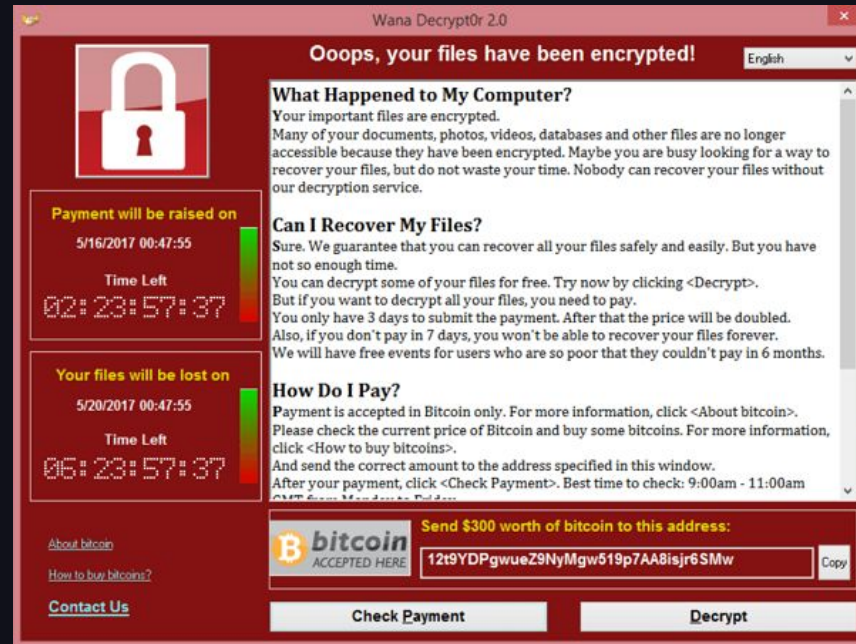 Wana Decrypt0r 2.0
Ooops, your files have been encrypted!
English
What Happened to My Computer?
Your important files are encrypted.
Many of your documents, photos, videos, databases and other files are no longer
accessible because they have been encrypted. Maybe you are busy looking for a way to
recover your files, but do not waste your time. Nobody can recover your files without
our decryption service.
Can I Recover My Files?
Sure. We guarantee that you can recover all your files safely and easily. But you have
not so enough time.
You can decrypt some of your files for free. Try now by clicking <Decrypt>.
But if you want to decrypt all your files, you need to pay.
You only have 3 days to submit the payment. After that the price will be doubled.
Also, if you don't pay in 7 days, you won't be able to recover your files forever.
We will have free events for users who are so poor that they couldn't pay in 6 months.
How Do I Pay?
Payment is accepted in Bitcoin only. For more information, click <About bitcoin>.
Please check the current price of Bitcoin and buy some bitcoins. For more information,
click <How to buy bitcoins>.
And send the correct amount to the address specified in this window.
After your payment, click <Check Payment>. Best time to check: 9:00am - 11:00am
GMT from Monday to Friday.
Payment will be raised on
5/16/2017 00:47:55
Time Left
02:23:57:37
Your files will be lost on
5/20/2017 00:47:55
Time Left
06:23:57:37
About bitcoin
How to buy bitcoins?
Contact Us
bitcoin
ACCEPTED HERE
Send $300 worth of bitcoin to this address:
12t9YDPgwueZ9NyMgw519p7AA8isjr6SMw
Copy
Check Payment
Decrypt